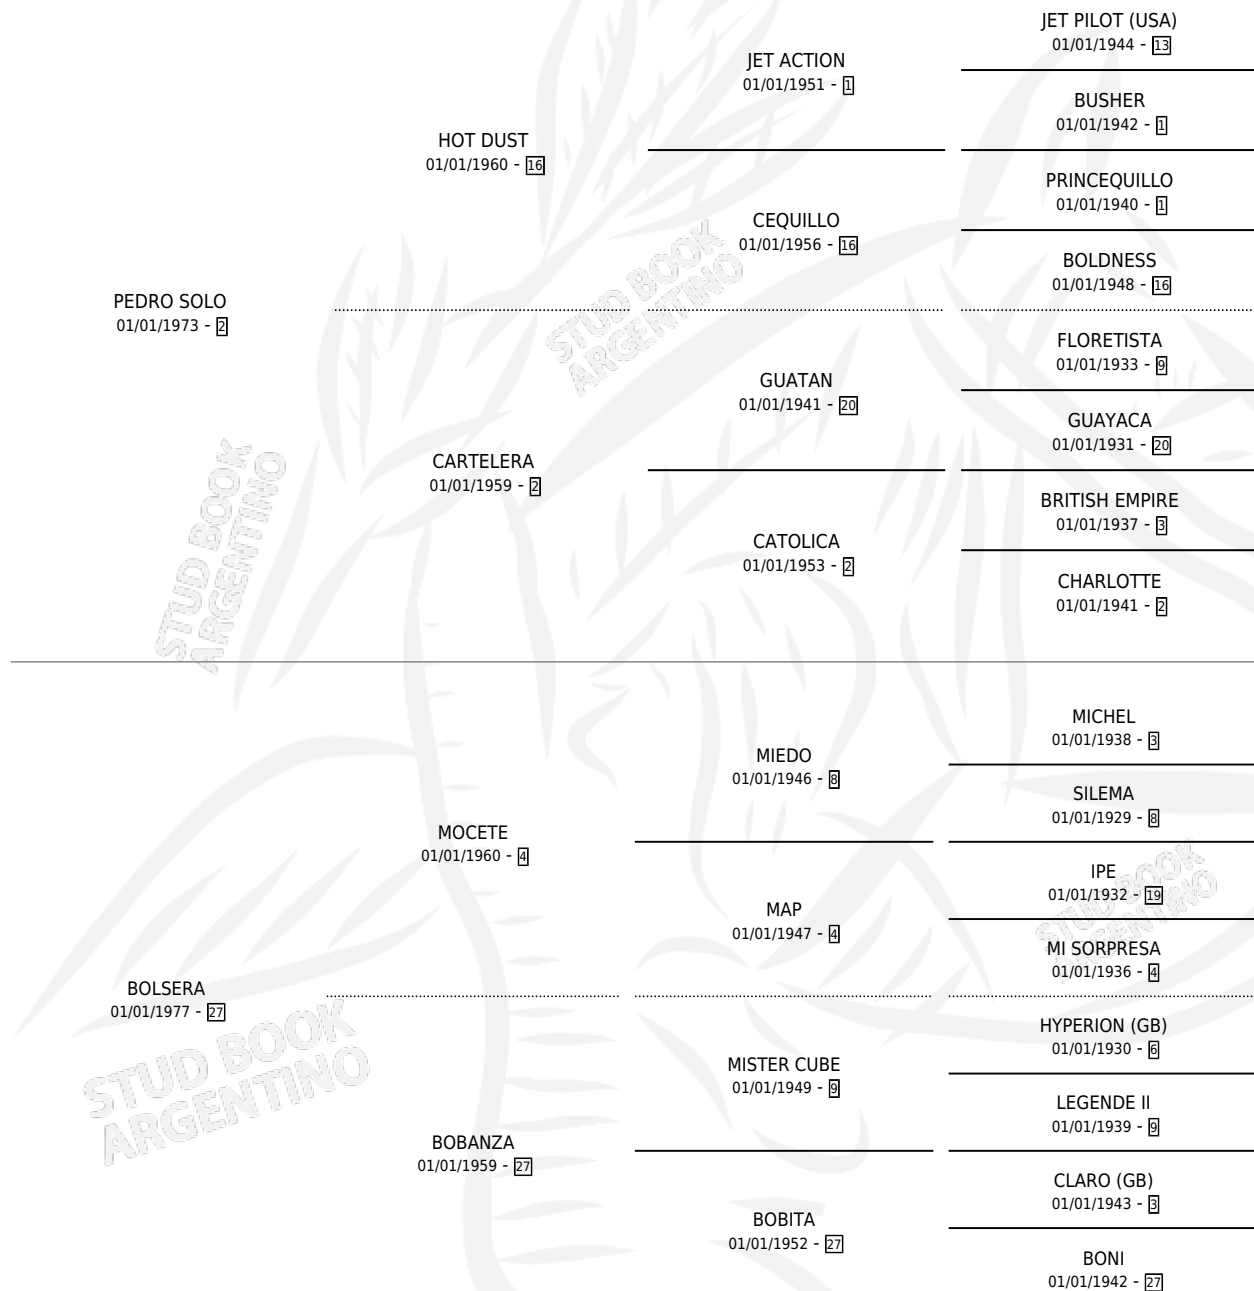 JET PILOT (USA)
01/01/1944 - 13
JET ACTION
01/01/1951 - 1
BUSHER
01/01/1942 - 1
HOT DUST
01/01/1960 - 16
PRINCEQUILLO
01/01/1940 - 1
CEQUILLO
01/01/1956 - 16
BOLDNESS
01/01/1948 - 16
PEDRO SOLO
01/01/1973 - 2
STUD BOOK
ARGENTINO
FLORETISTA
01/01/1933 - 9
GUATAN
01/01/1941 - 20
GUAYACA
01/01/1931 - 20
CARTELERA
01/01/1959 - 2
BRITISH EMPIRE
01/01/1937 - 3
CATOLICA
01/01/1953 - 2
CHARLOTTE
01/01/1941 - 2
STUD BOOK
ARGENTINO
MICHEL
01/01/1938 - 3
MIEDO
01/01/1946 - 8
SILEMA
01/01/1929 - 8
MOCETE
01/01/1960 - 4
IPE
01/01/1932 - 19
MAP
01/01/1947 - 4
MI SORPRESA
01/01/1936 - 4
STUD BOOK
ARGENTINO
BOLSERA
01/01/1977 - 27
HYPERION (GB)
01/01/1930 - 6
MISTER CUBE
01/01/1949 - 9
LEGENDE II
01/01/1939 - 9
STUD BOOK
ARGENTINO
BOBANZA
01/01/1959 - 27
CLARO (GB)
01/01/1943 - 3
BOBITA
01/01/1952 - 27
BONI
01/01/1942 - 27